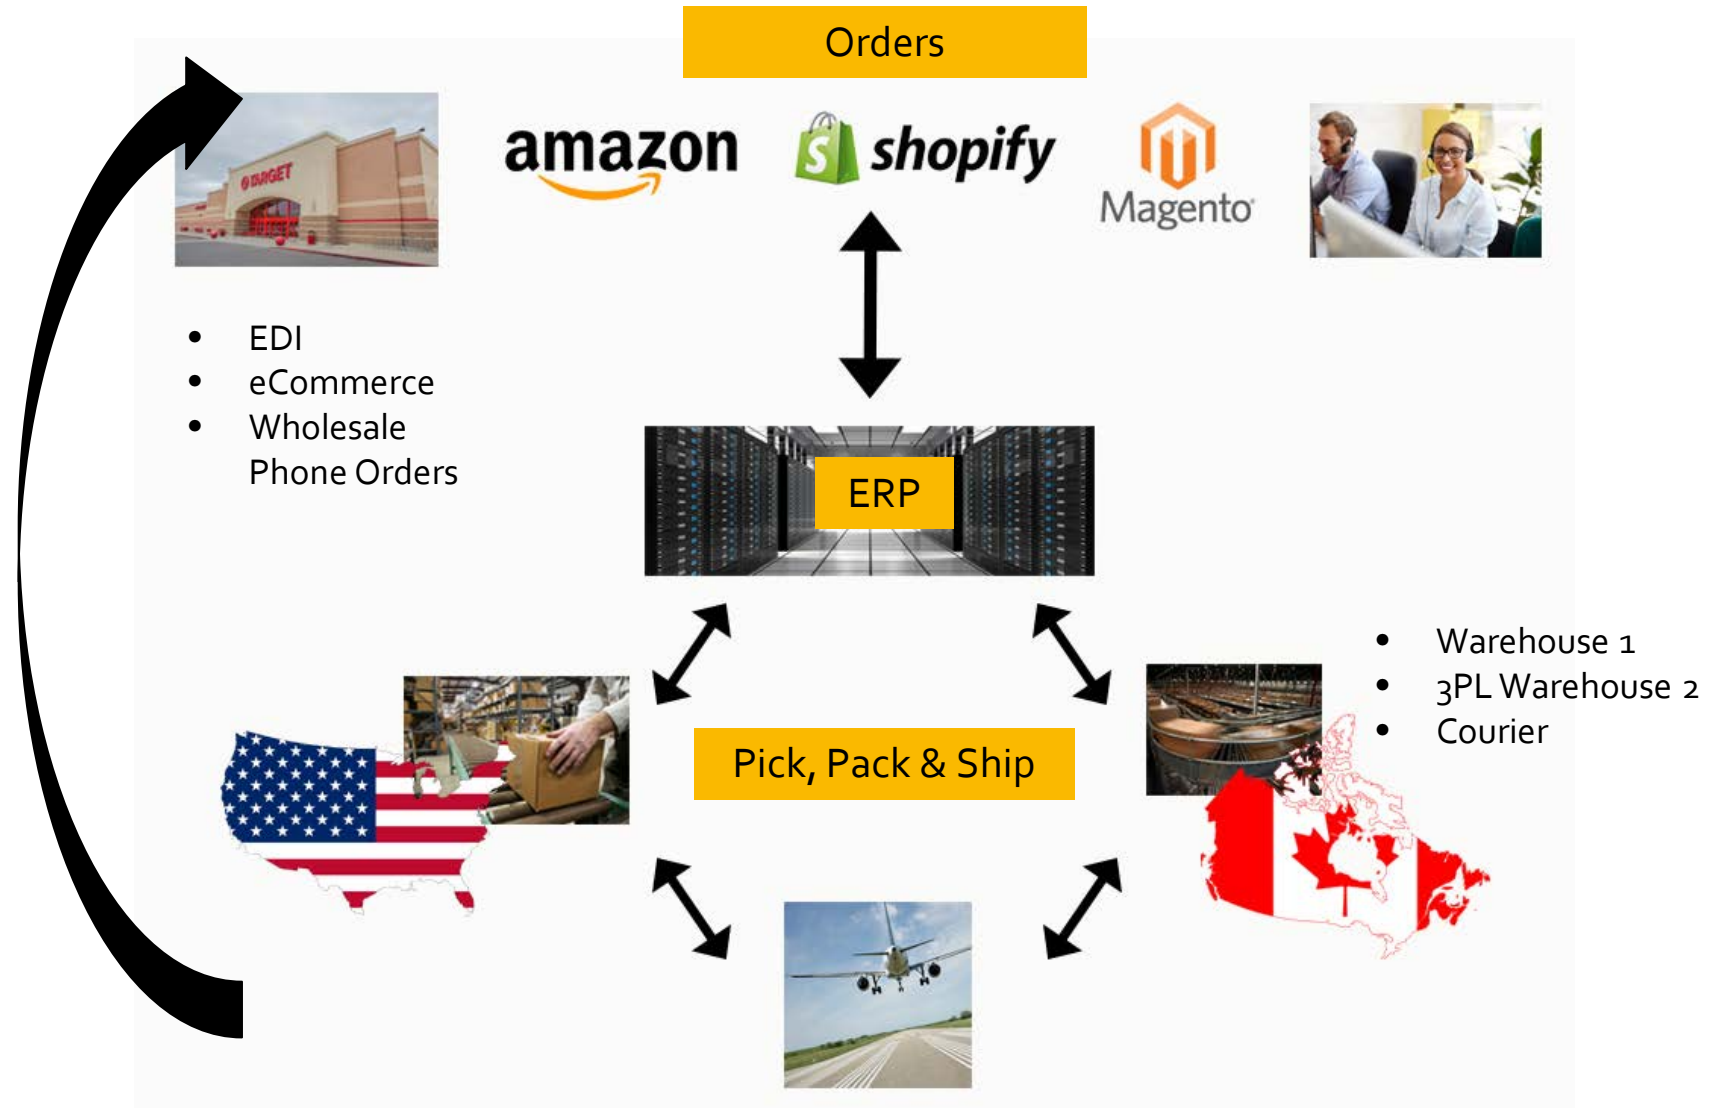 Orders
TARGET
amazon
shopify
Magento
• EDI
• eCommerce
• Wholesale
Phone Orders
ERP
• Warehouse 1
• 3PL Warehouse 2
• Courier
Pick, Pack & Ship